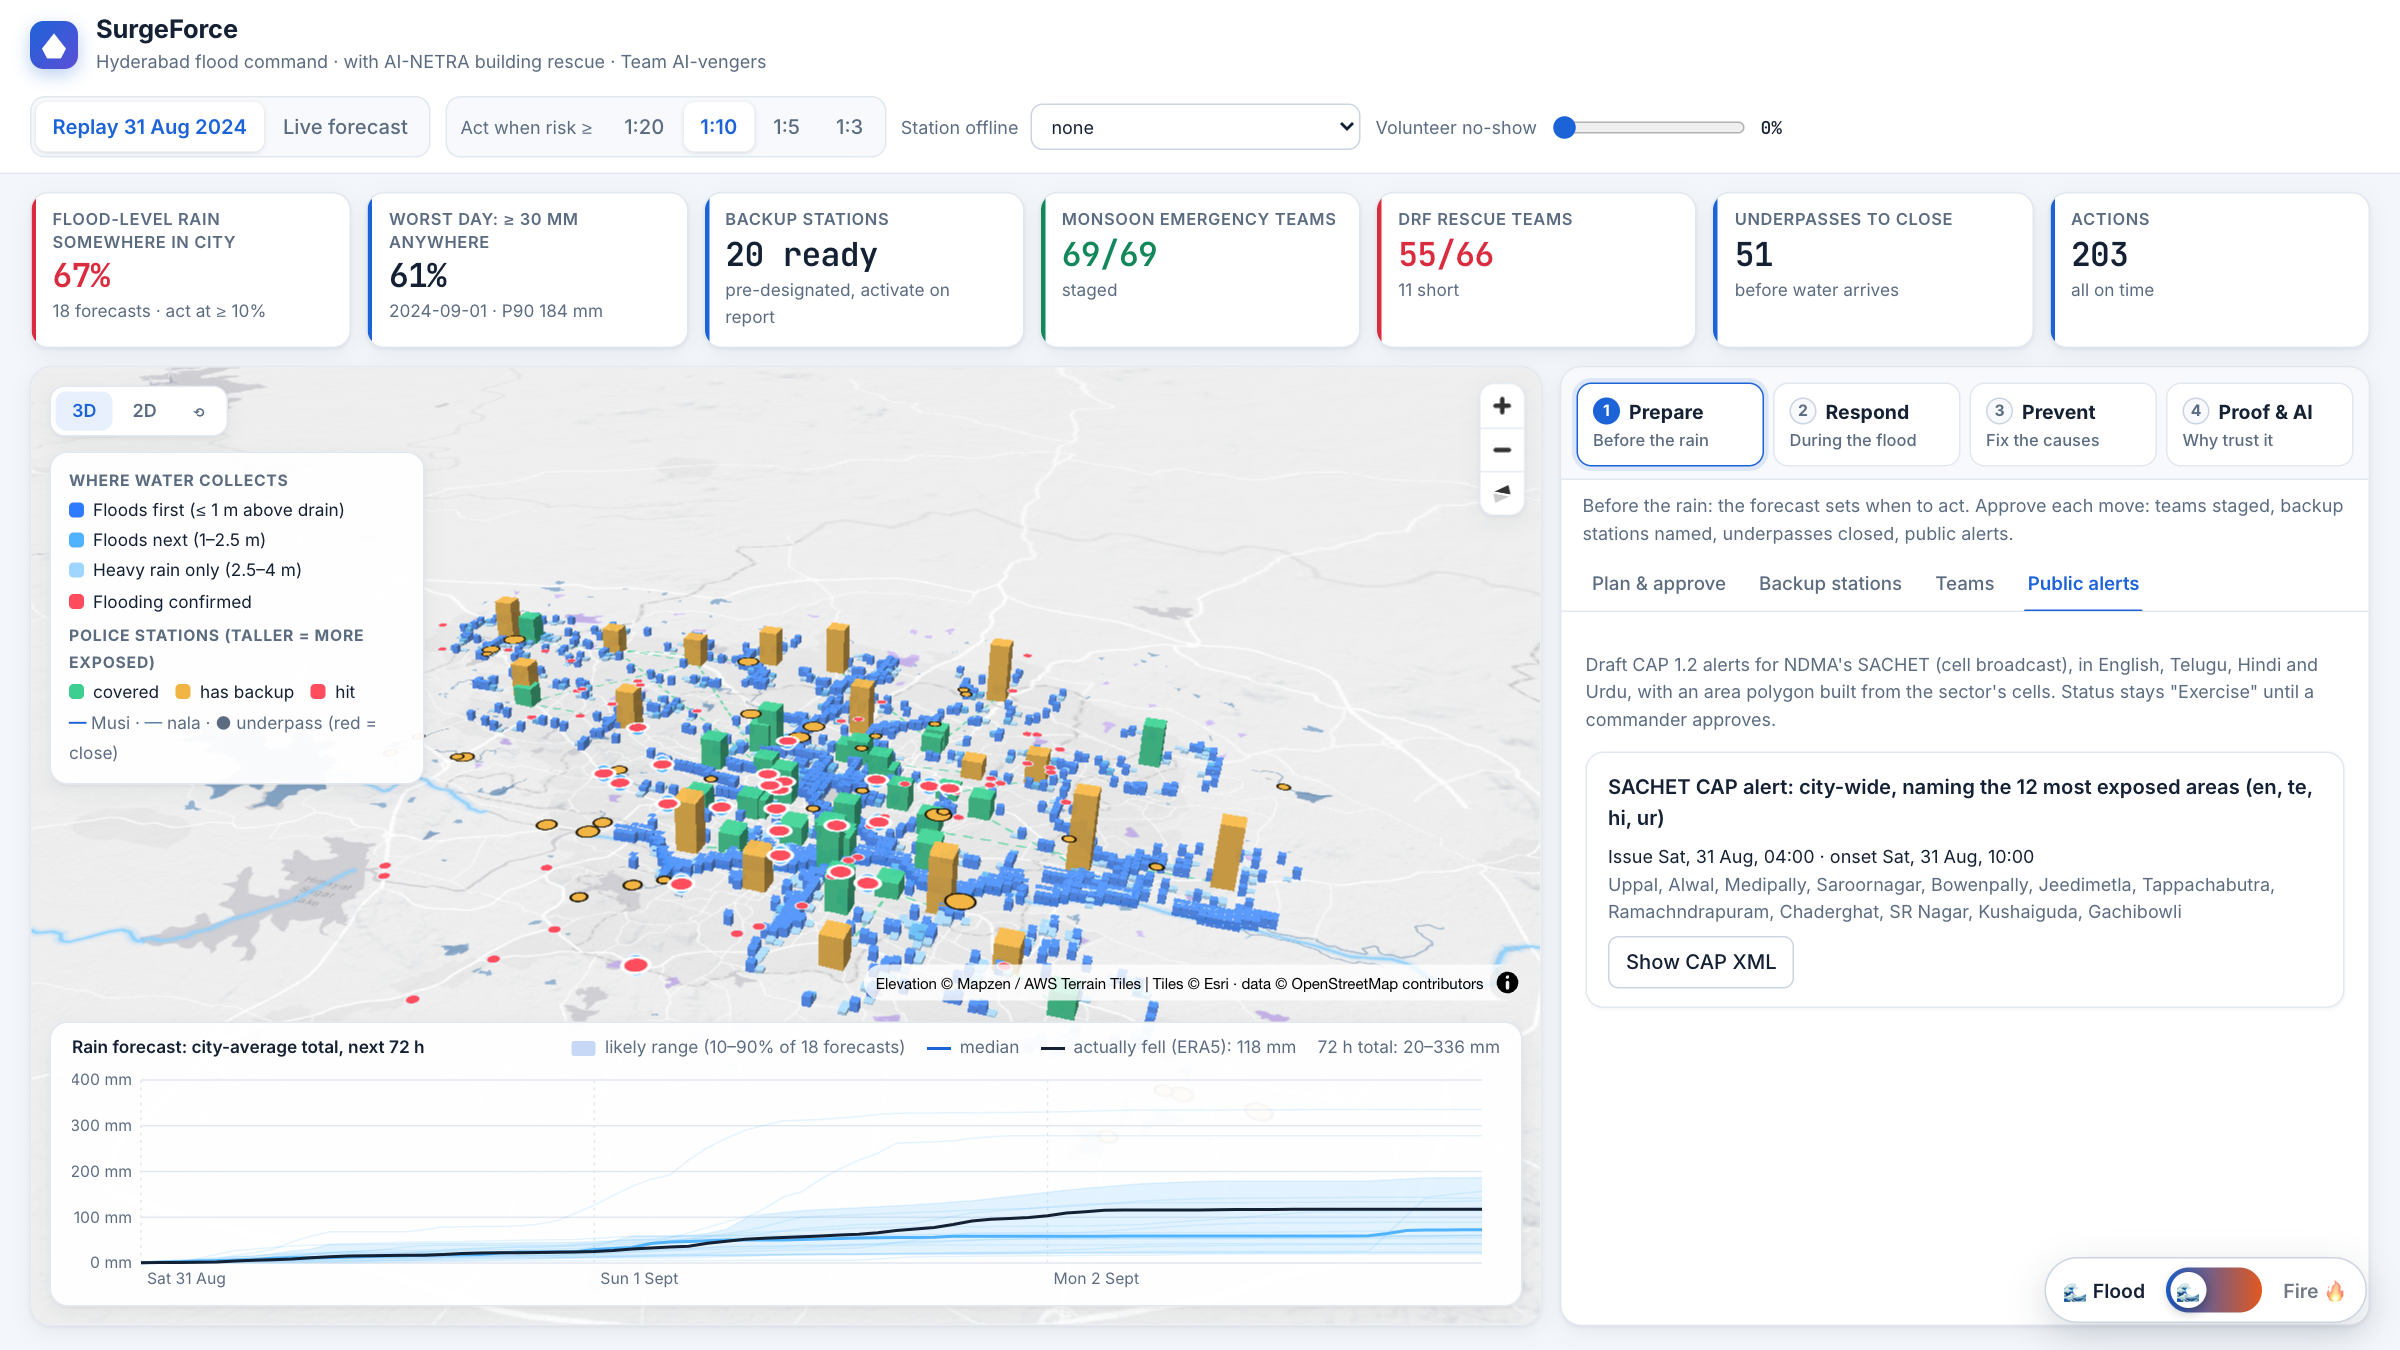 SurgeForce
Hyderabad flood command · with AI-NETRA building rescue · Team AI-vengers
Replay 31 Aug 2024
Live forecast
Act when risk ≥ 1:20 1:10 1:5 1:3
Station offline none
Volunteer no-show 0%
FLOOD-LEVEL RAIN
SOMEWHERE IN CITY
67%
18 forecasts · act at ≥ 10%
WORST DAY: ≥ 30 MM
ANYWHERE
61%
2024-09-01 · P90 184 mm
BACKUP STATIONS
20 ready
pre-designated, activate on
report
MONSOON EMERGENCY TEAMS
69/69
staged
DRF RESCUE TEAMS
55/66
11 short
UNDERPASSES TO CLOSE
51
before water arrives
ACTIONS
203
all on time
3D 2D
WHERE WATER COLLECTS
Floods first (≤ 1 m above drain)
Floods next (1–2.5 m)
Heavy rain only (2.5–4 m)
Flooding confirmed
POLICE STATIONS (TALLER = MORE
EXPOSED)
covered has backup hit
Musi · nala · underpass (red =
close)
Elevation © Mapzen / AWS Terrain Tiles | Tiles © Esri · data © OpenStreetMap contributors
Rain forecast: city-average total, next 72 h
likely range (10–90% of 18 forecasts) median actually fell (ERA5): 118 mm 72 h total: 20–336 mm
400 mm
300 mm
200 mm
100 mm
0 mm
Sat 31 Aug Sun 1 Sept Mon 2 Sept
1 Prepare
Before the rain
2 Respond
During the flood
3 Prevent
Fix the causes
4 Proof & AI
Why trust it
Before the rain: the forecast sets when to act. Approve each move: teams staged, backup
stations named, underpasses closed, public alerts.
Plan & approve Backup stations Teams Public alerts
Draft CAP 1.2 alerts for NDMA's SACHET (cell broadcast), in English, Telugu, Hindi and
Urdu, with an area polygon built from the sector's cells. Status stays "Exercise" until a
commander approves.
SACHET CAP alert: city-wide, naming the 12 most exposed areas (en, te,
hi, ur)
Issue Sat, 31 Aug, 04:00 · onset Sat, 31 Aug, 10:00
Uppal, Alwal, Medipally, Saroornagar, Bowenpally, Jeedimetla, Tappachabutra,
Ramachndrapuram, Chaderghat, SR Nagar, Kushaiguda, Gachibowli
Show CAP XML
Flood Fire